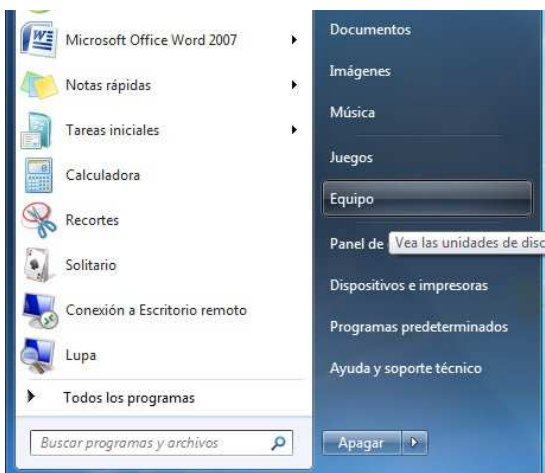 Microsoft Office Word 2007
Notas rápidas
Tareas iniciales
Calculadora
Recortes
Solitario
Conexión a Escritorio remoto
Lupa
Todos los programas
Buscar programas y archivos
Documentos
Imágenes
Música
Juegos
Equipo
Panel de
Vea las unidades de disc
Dispositivos e impresoras
Programas predeterminados
Ayuda y soporte técnico
Apagar